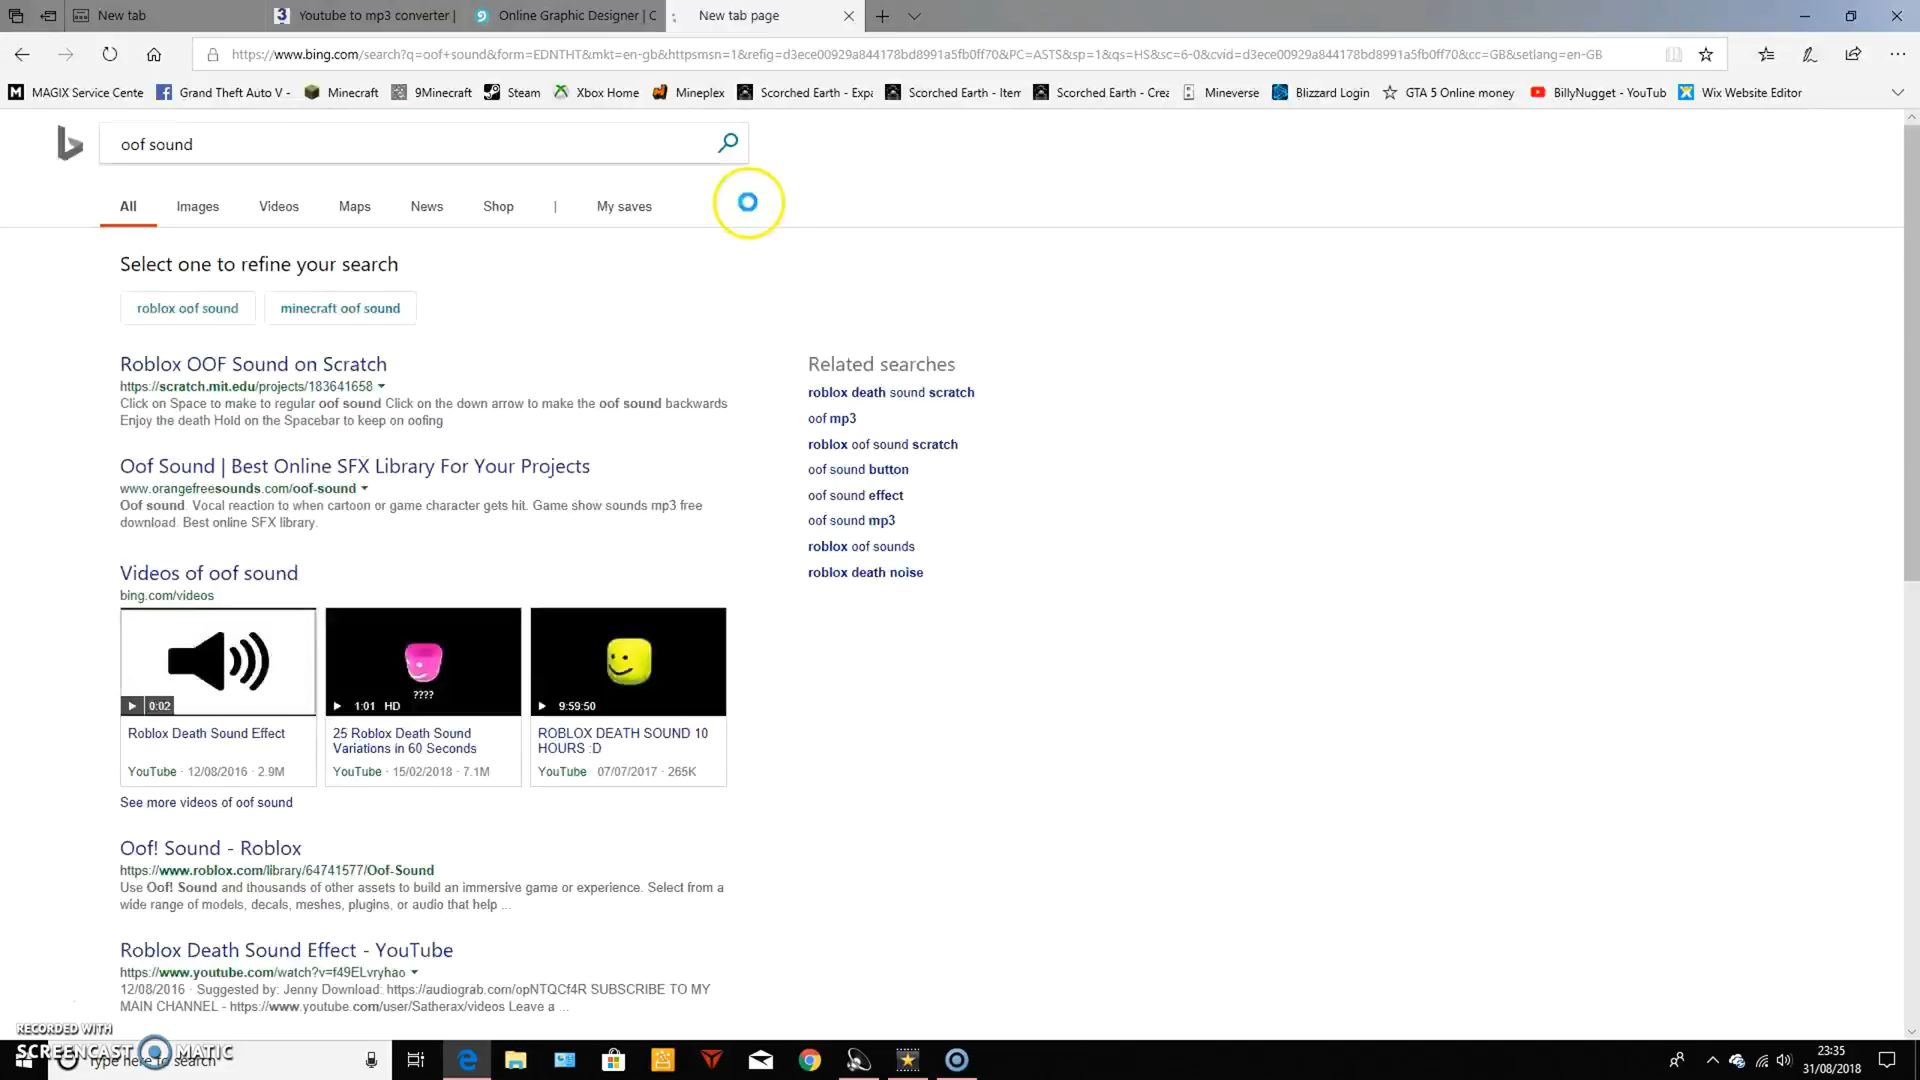 New tab
3 Youtube to mp3 converter |
Online Graphic Designer | C
New tab page
https://www.bing.com/search?q=oof+sound&form=EDNTHT&mkt=en-gb&httpsmsn=1&refig=d3ece00929a844178bd8991a5fb0ff70&PC=ASTS&sp=1&qs=HS&sc=6-0&cvid=d3ece00929a844178bd8991a5fb0ff70&cc=GB&setlang=en-GB
M MAGIX Service Cente
Grand Theft Auto V -
Minecraft
9Minecraft
Steam
Xbox Home
Mineplex
Scorched Earth - Expa
Scorched Earth - Item
Scorched Earth - Crea
Mineverse
Blizzard Login
GTA 5 Online money
BillyNugget - YouTub
Wix Website Editor
oof sound
All Images Videos Maps News Shop | My saves
Select one to refine your search
roblox oof sound
minecraft oof sound
Roblox OOF Sound on Scratch
https://scratch.mit.edu/projects/183641658
Click on Space to make to regular oof sound Click on the down arrow to make the oof sound backwards
Enjoy the death Hold on the Spacebar to keep on oofing
Oof Sound | Best Online SFX Library For Your Projects
www.orangefreesounds.com/oof-sound
Oof sound. Vocal reaction to when cartoon or game character gets hit. Game show sounds mp3 free
download. Best online SFX library.
Videos of oof sound
bing.com/videos
0:02
????
1:01 HD
9:59:50
Roblox Death Sound Effect
YouTube · 12/08/2016 · 2.9M
25 Roblox Death Sound
Variations in 60 Seconds
YouTube · 15/02/2018 · 7.1M
ROBLOX DEATH SOUND 10
HOURS :D
YouTube 07/07/2017 · 265K
See more videos of oof sound
Oof! Sound - Roblox
https://www.roblox.com/library/64741577/Oof-Sound
Use Oof! Sound and thousands of other assets to build an immersive game or experience. Select from a
wide range of models, decals, meshes, plugins, or audio that help ...
Roblox Death Sound Effect - YouTube
https://www.youtube.com/watch?v=f49ELvryhao
12/08/2016 · Suggested by: Jenny Download: https://audiograb.com/opNTQCf4R SUBSCRIBE TO MY
MAIN CHANNEL - https://www.youtube.com/user/Satherax/videos Leave a ...
Related searches
roblox death sound scratch
oof mp3
roblox oof sound scratch
oof sound button
oof sound effect
oof sound mp3
roblox oof sounds
roblox death noise
RECORDED WITH
SCREENCAST MATIC
Type here to search
23:35
31/08/2018